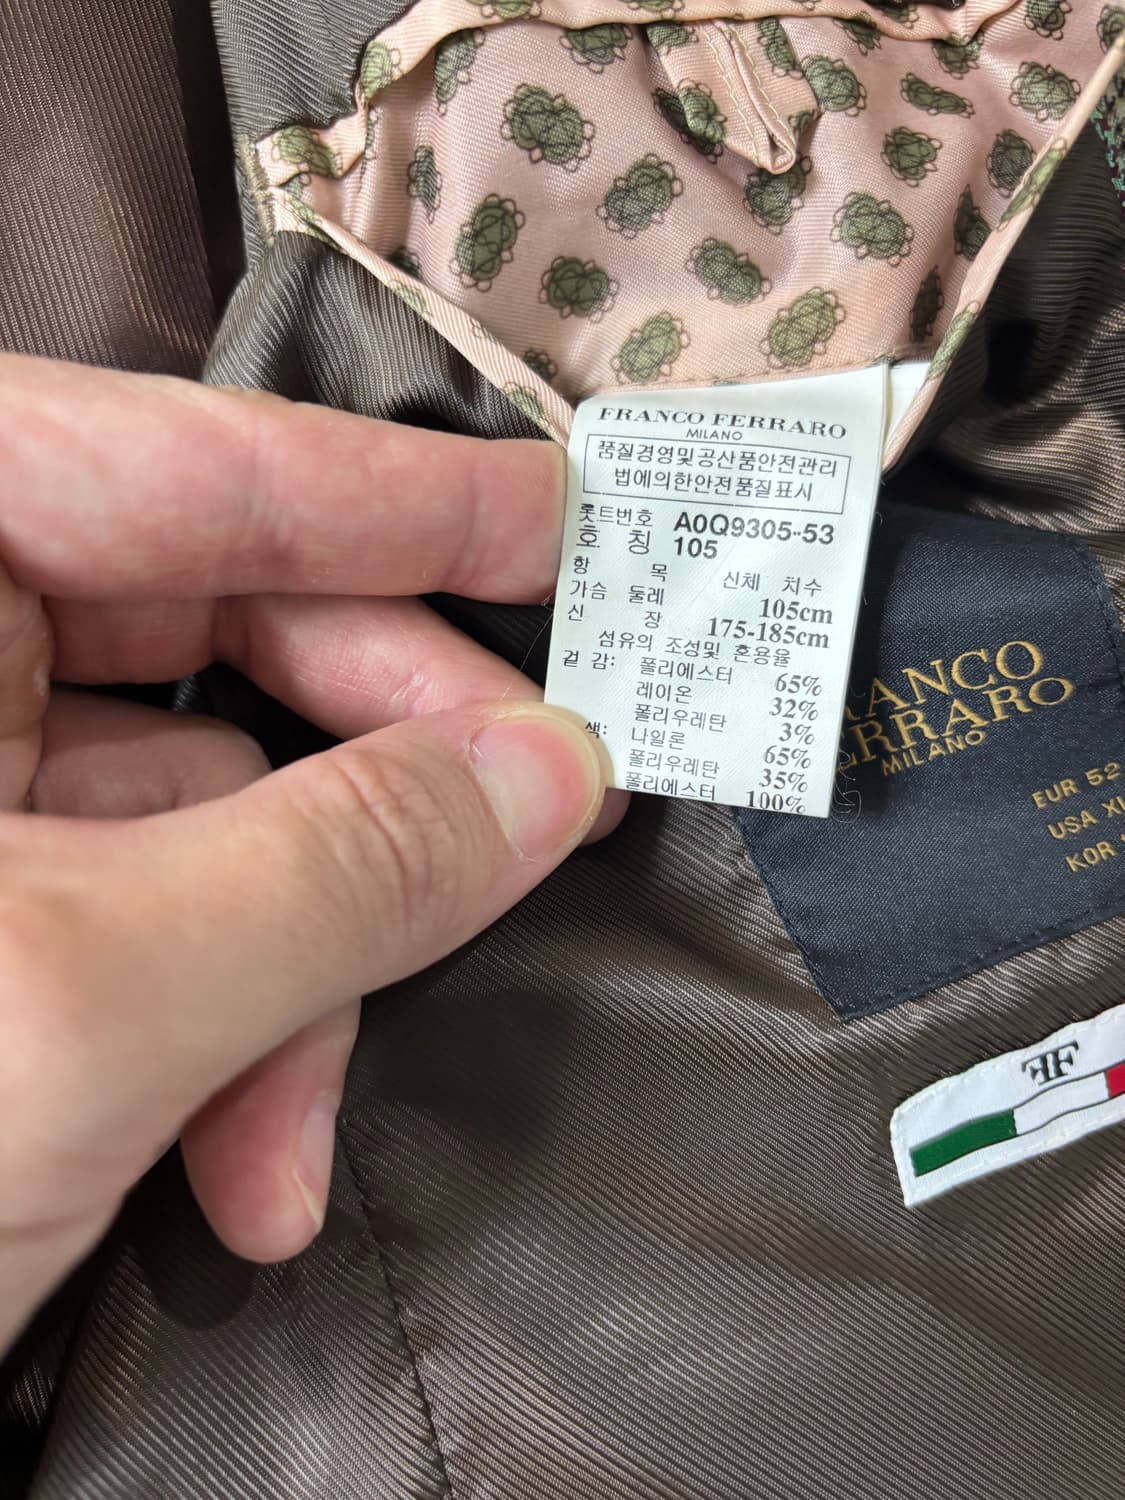 FRANCO FERRARO
MILANO
품질경영및공산품안전관리
법에의한안전품질표시
롯트번호 A0Q9305-53
호 칭 105
항 목 신체 치수
가슴 둘레 105cm
신 장 175-185cm
섬유의 조성및 혼용율
겉 감: 폴리에스터 65%
레이온 32%
폴리우레탄 3%
색: 나일론 65%
폴리우레탄 35%
폴리에스터 100%
MILANO
EUR 52
USA
KOR
FF